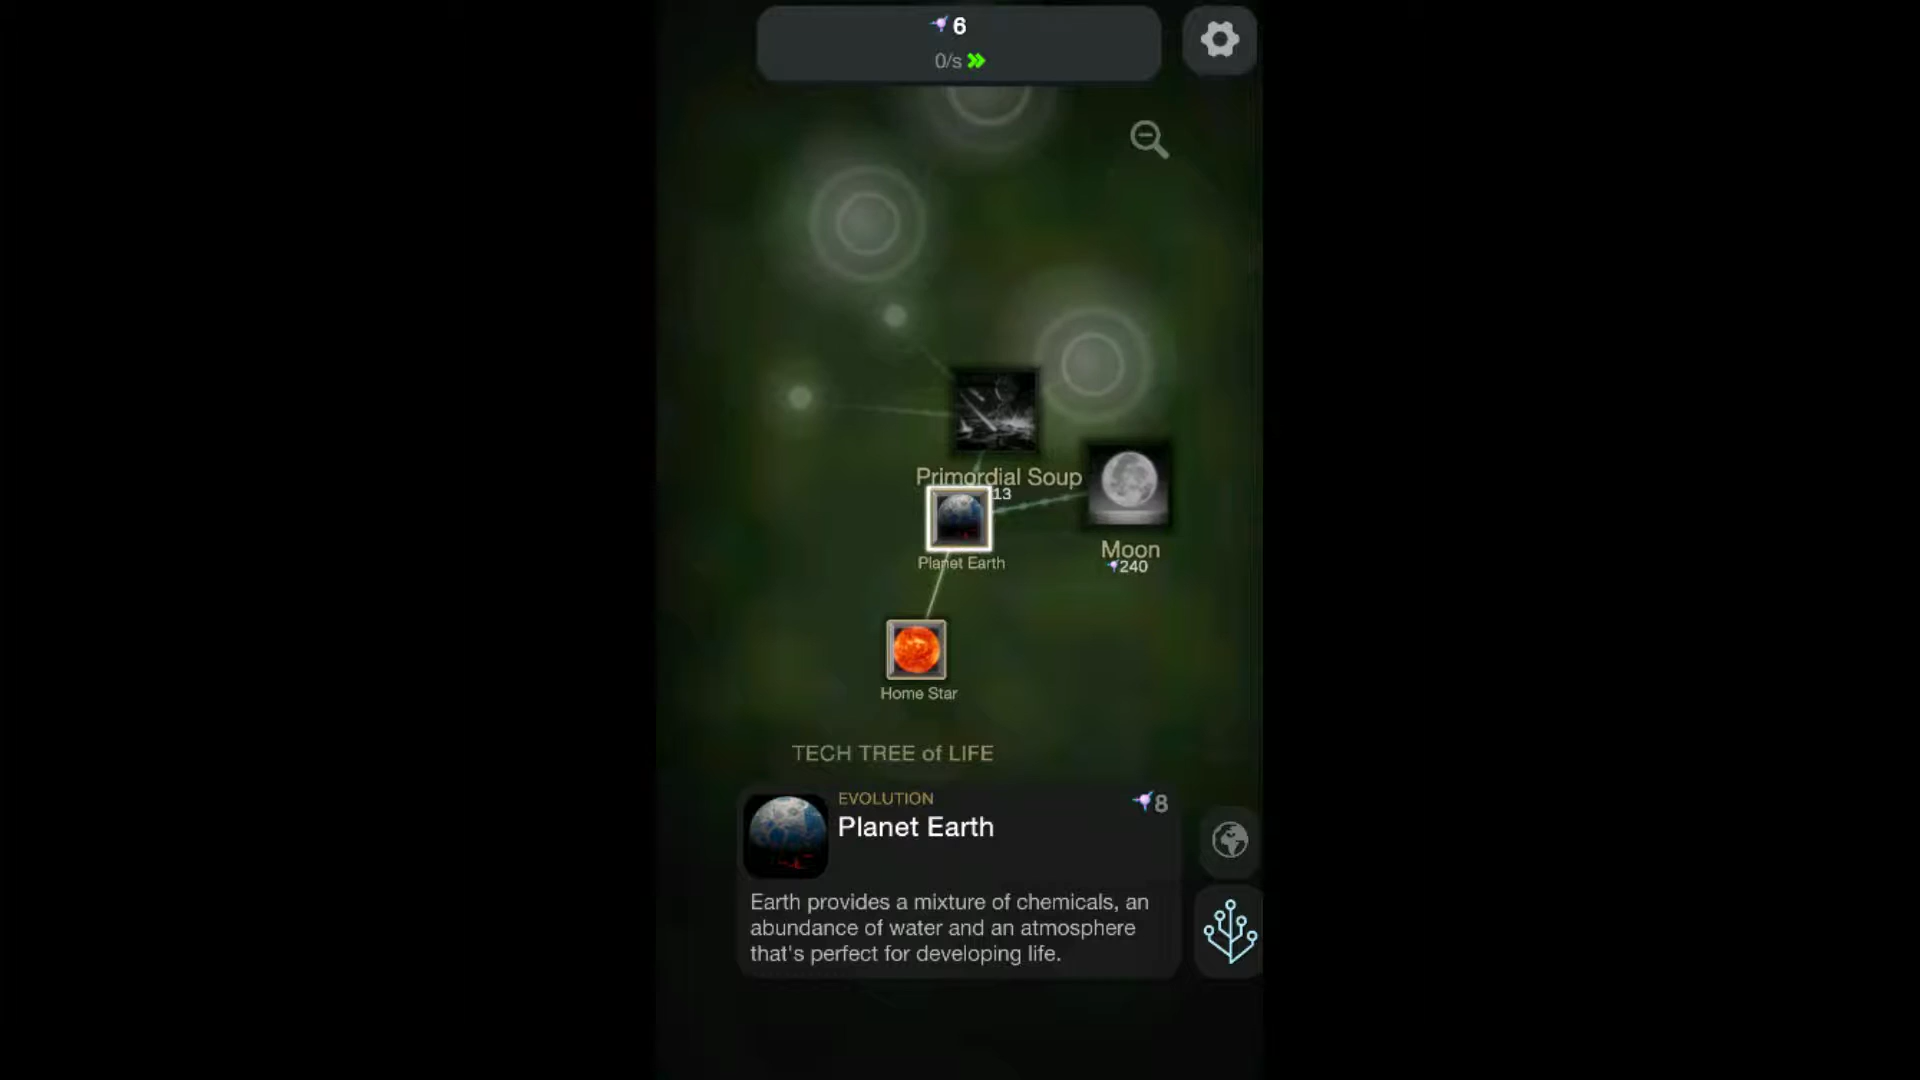 6
0/s
Primordial Soup
13
Planet Earth
Moon
240
Home Star
TECH TREE of LIFE
EVOLUTION
8
Planet Earth
Earth provides a mixture of chemicals, an
abundance of water and an atmosphere
that's perfect for developing life.